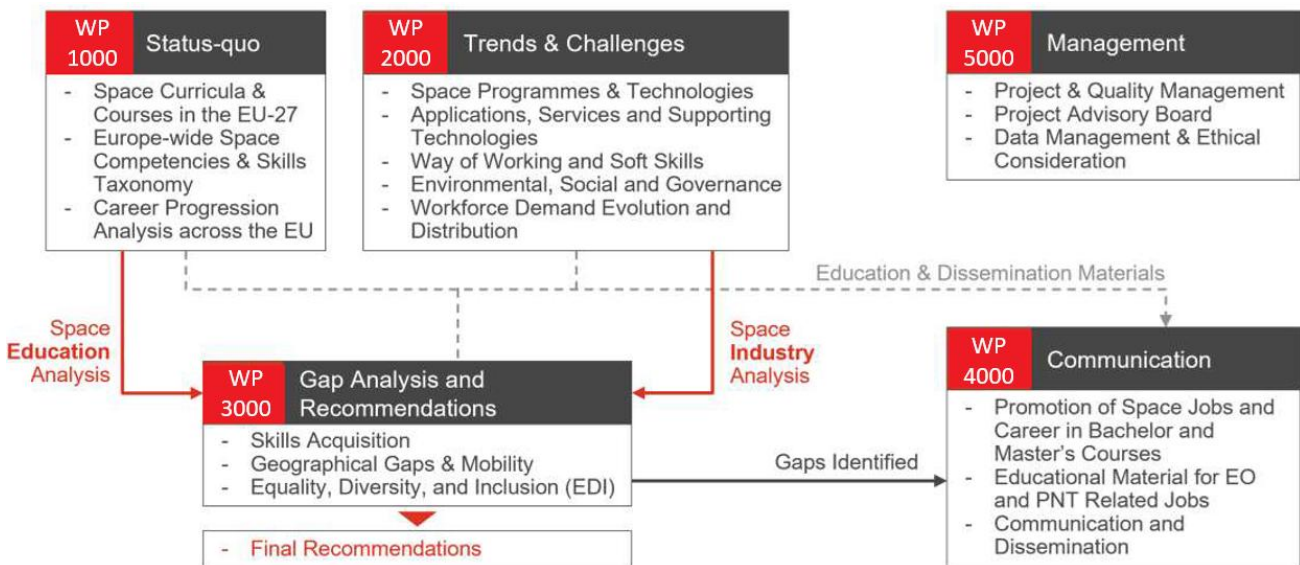 WP
1000
Status-quo
- Space Curricula &
Courses in the EU-27
- Europe-wide Space
Competencies & Skills
Taxonomy
- Career Progression
Analysis across the EU
WP
2000
Trends & Challenges
- Space Programmes & Technologies
- Applications, Services and Supporting
Technologies
- Way of Working and Soft Skills
- Environmental, Social and Governance
- Workforce Demand Evolution and
Distribution
WP
5000
Management
- Project & Quality Management
- Project Advisory Board
- Data Management & Ethical
Consideration
Education & Dissemination Materials
Space
Education
Analysis
Space
Industry
Analysis
WP
3000
Gap Analysis and
Recommendations
- Skills Acquisition
- Geographical Gaps & Mobility
- Equality, Diversity, and Inclusion (EDI)
- Final Recommendations
Gaps Identified
WP
4000
Communication
- Promotion of Space Jobs and
Career in Bachelor and
Master's Courses
- Educational Material for EO
and PNT Related Jobs
- Communication and
Dissemination